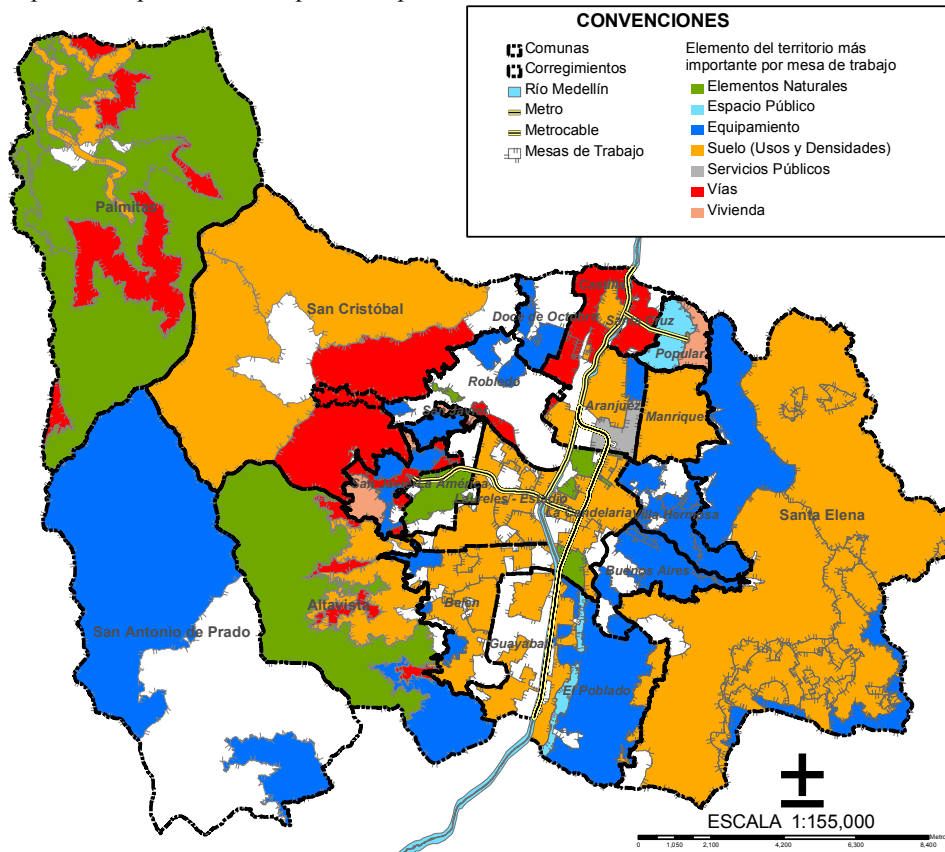 CONVENCIONES
Comunas
Corregimientos
Río Medellín
Metro
Metrocable
Mesas de Trabajo
Elemento del territorio más
importante por mesa de trabajo
Elementos Naturales
Espacio Público
Equipamiento
Suelo (Usos y Densidades)
Servicios Públicos
Vías
Vivienda
Palmitas
San Cristóbal
Castilla
Doce de Octubre
Santa Cruz
Popular
Robledo
Aranjuez
Manrique
San Javier
La América
Laureles - Estadio
La Candelaria
Villa Hermosa
Santa Elena
Buenos Aires
Altavista
Belén
San Antonio de Prado
Guayabal
El Poblado
ESCALA 1:155,000
0 1,050 2,100 4,200 6,300 8,400